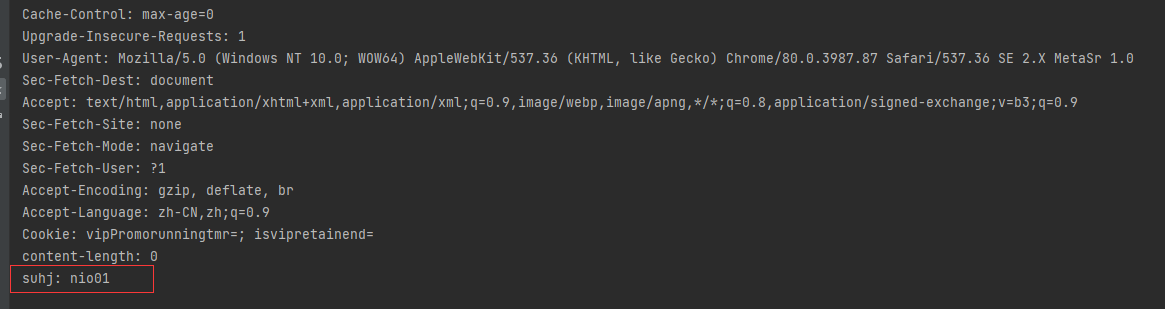 Cache-Control: max-age=0
Upgrade-Insecure-Requests: 1
User-Agent: Mozilla/5.0 (Windows NT 10.0; WOW64) AppleWebKit/537.36 (KHTML, like Gecko) Chrome/80.0.3987.87 Safari/537.36 SE 2.X MetaSr 1.0
Sec-Fetch-Dest: document
Accept: text/html,application/xhtml+xml,application/xml;q=0.9,image/webp,image/apng,*/*;q=0.8,application/signed-exchange;v=b3;q=0.9
Sec-Fetch-Site: none
Sec-Fetch-Mode: navigate
Sec-Fetch-User: ?1
Accept-Encoding: gzip, deflate, br
Accept-Language: zh-CN,zh;q=0.9
Cookie: vipPromorunningtmr=; isvipretainend=
content-length: 0
suhj: nio01